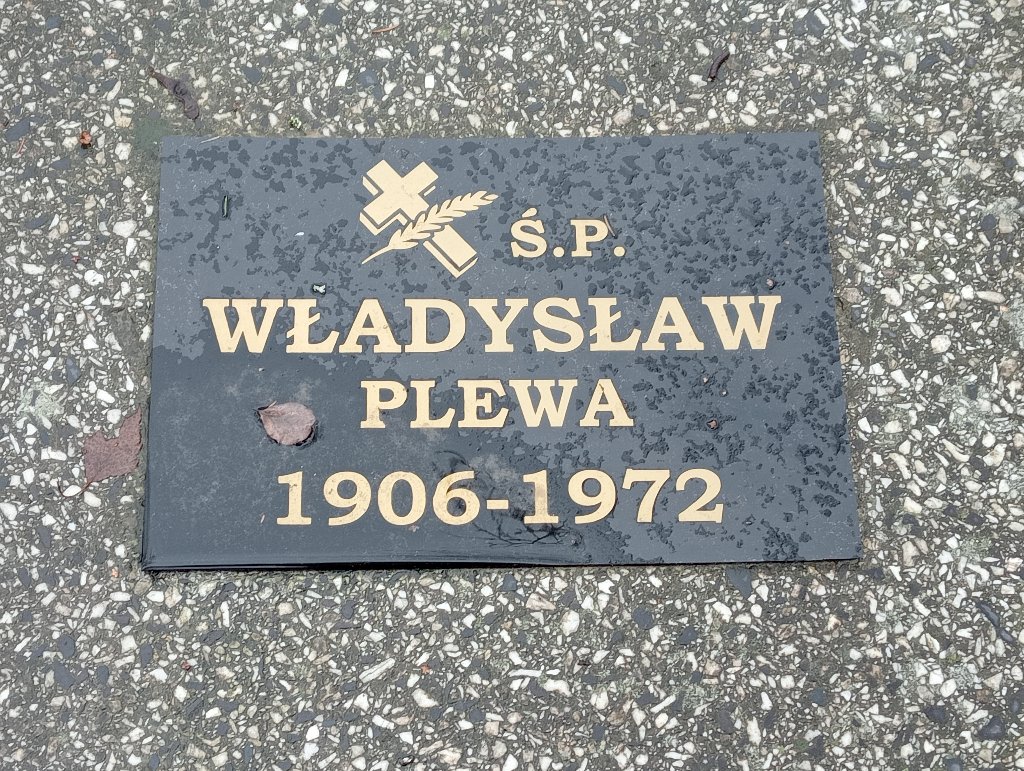 Ś.P.
WŁADYSŁAW
PLEWA
1906-1972